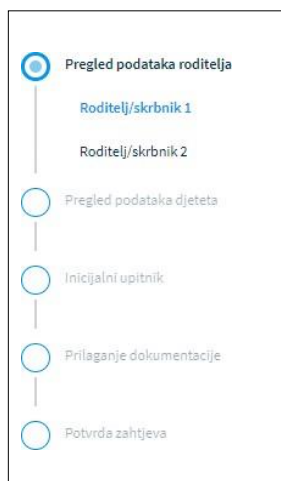 Pregled podataka roditelja
Roditelj/skrbnik 1
Roditelj/skrbnik 2
Pregled podataka djeteta
Inicijalni upitnik
Prilaganje dokumentacije
Potvrda zahtjeva